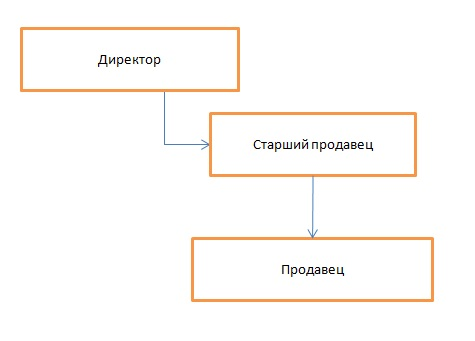 Директор
Старший продавец
Продавец